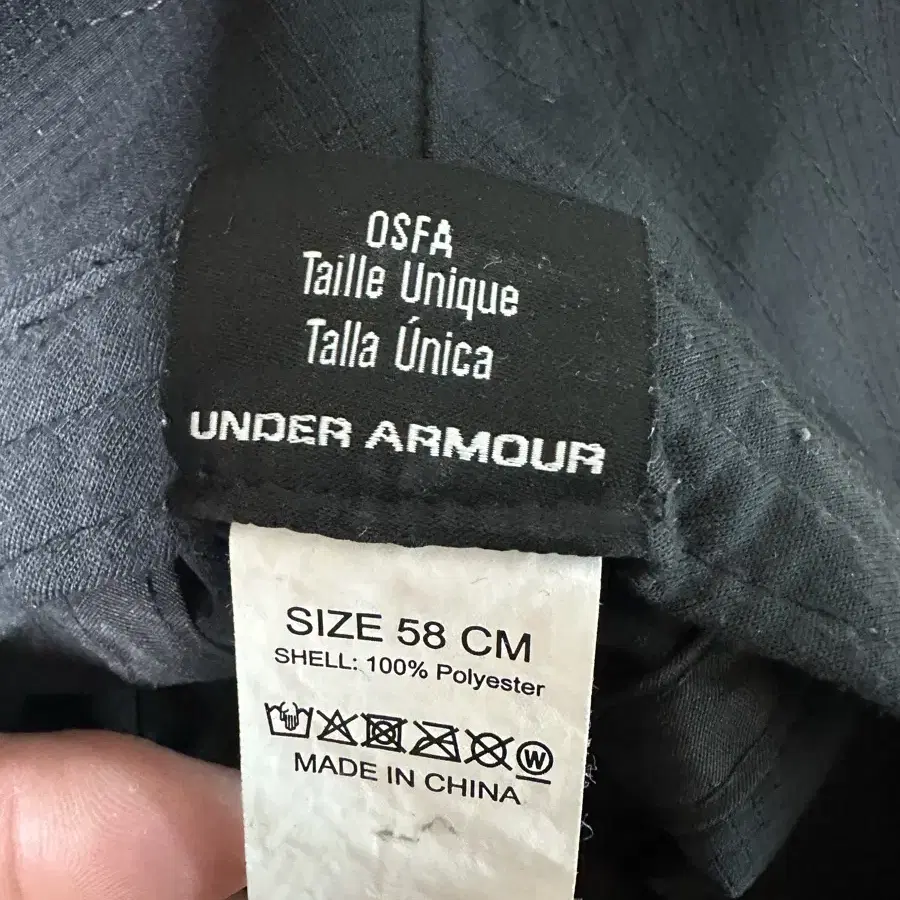 OSFA
Taille Unique
Talla Única
UNDER ARMOUR
SIZE 58 CM
SHELL: 100% Polyester
W
MADE IN CHINA